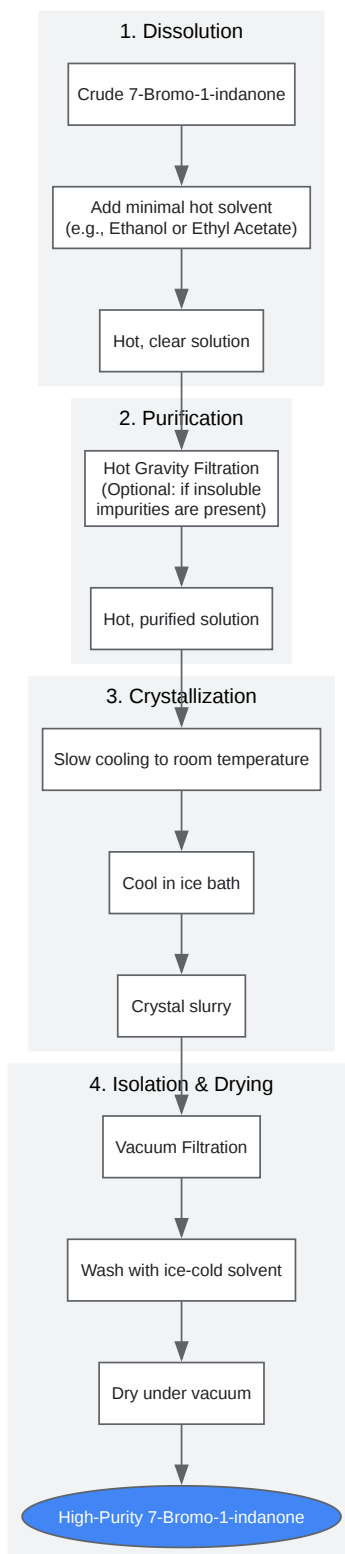 1. Dissolution
Crude 7-Bromo-1-indanone
Add minimal hot solvent
(e.g., Ethanol or Ethyl Acetate)
Hot, clear solution
2. Purification
Hot Gravity Filtration
(Optional: if insoluble
impurities are present)
Hot, purified solution
3. Crystallization
Slow cooling to room temperature
Cool in ice bath
Crystal slurry
4. Isolation & Drying
Vacuum Filtration
Wash with ice-cold solvent
Dry under vacuum
High-Purity 7-Bromo-1-indanone